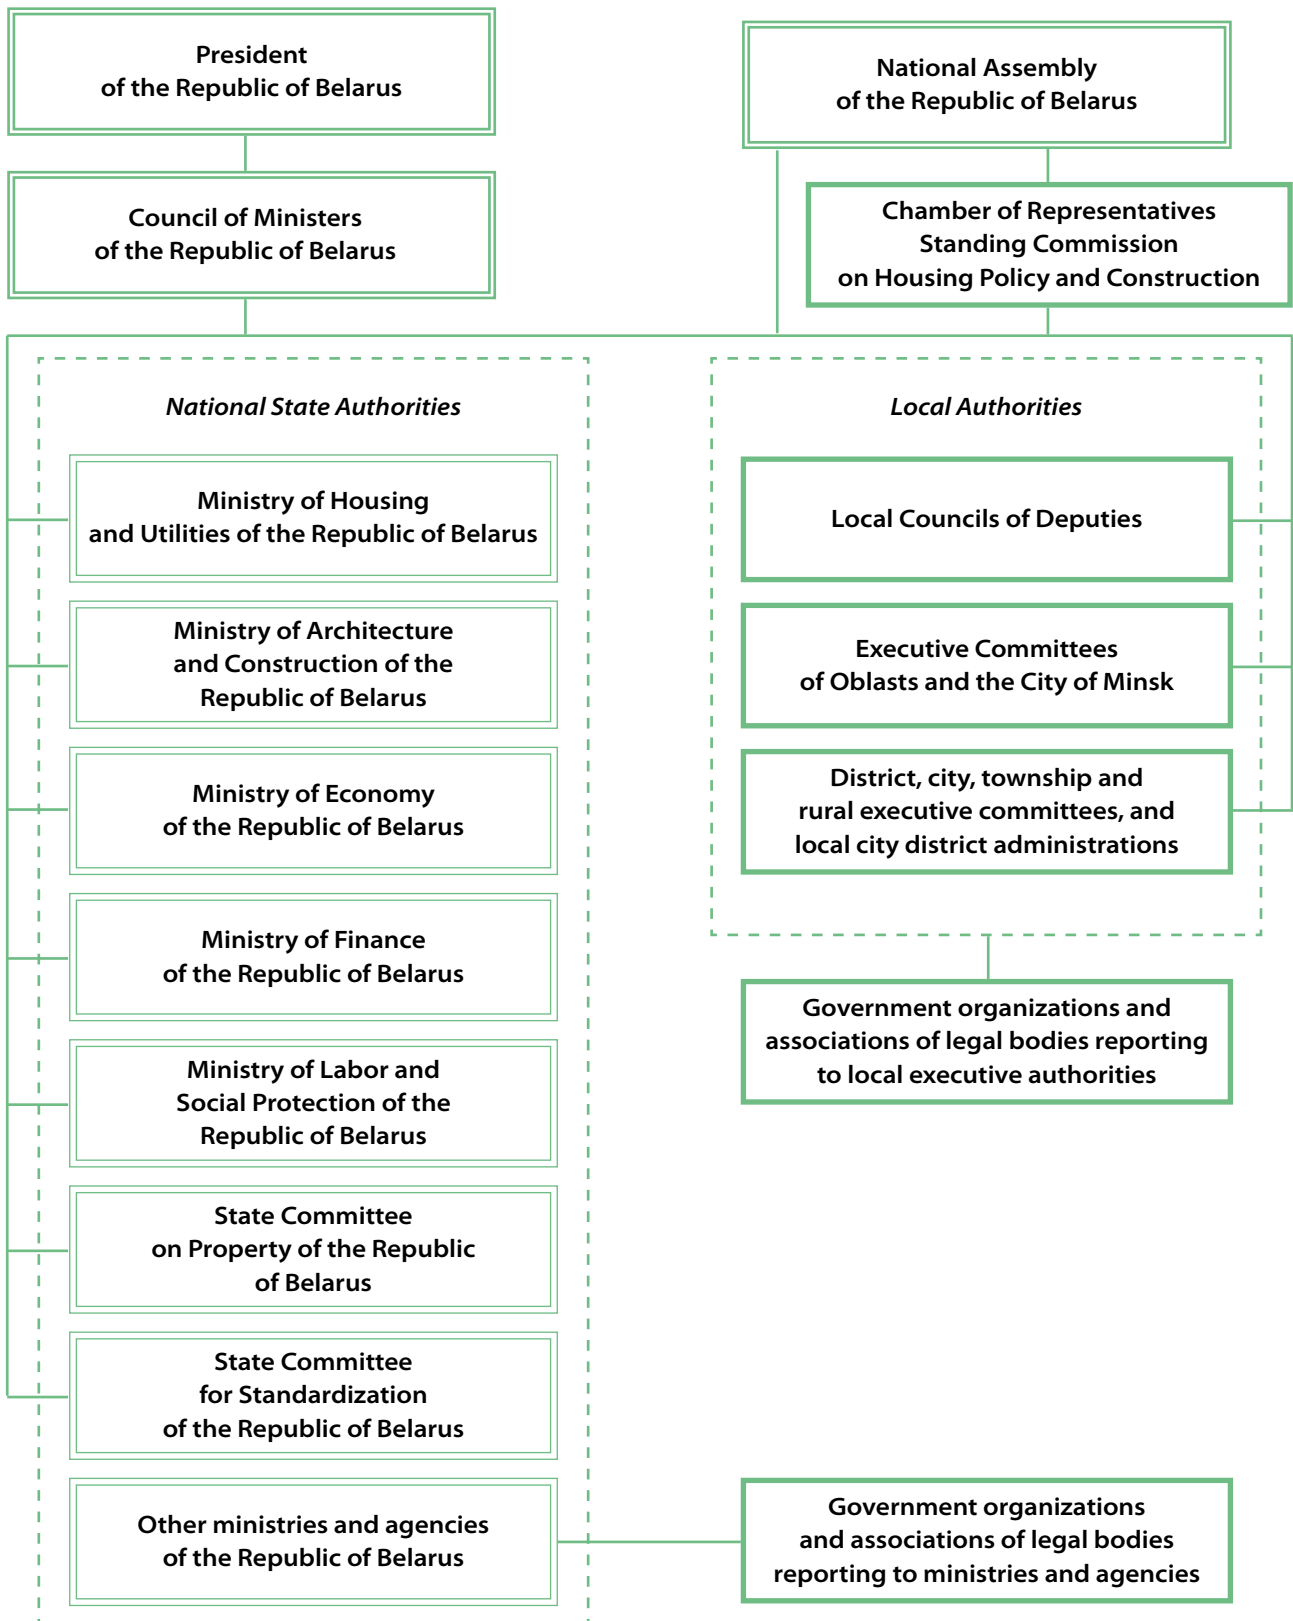 President
of the Republic of Belarus
National Assembly
of the Republic of Belarus
Council of Ministers
of the Republic of Belarus
Chamber of Representatives
Standing Commission
on Housing Policy and Construction
National State Authorities
Ministry of Housing
and Utilities of the Republic of Belarus
Ministry of Architecture
and Construction of the
Republic of Belarus
Ministry of Economy
of the Republic of Belarus
Ministry of Finance
of the Republic of Belarus
Ministry of Labor and
Social Protection of the
Republic of Belarus
State Committee
on Property of the Republic
of Belarus
State Committee
for Standardization
of the Republic of Belarus
Other ministries and agencies
of the Republic of Belarus
Local Authorities
Local Councils of Deputies
Executive Committees
of Oblasts and the City of Minsk
District, city, township and
rural executive committees, and
local city district administrations
Government organizations and
associations of legal bodies reporting
to local executive authorities
Government organizations
and associations of legal bodies
reporting to ministries and agencies